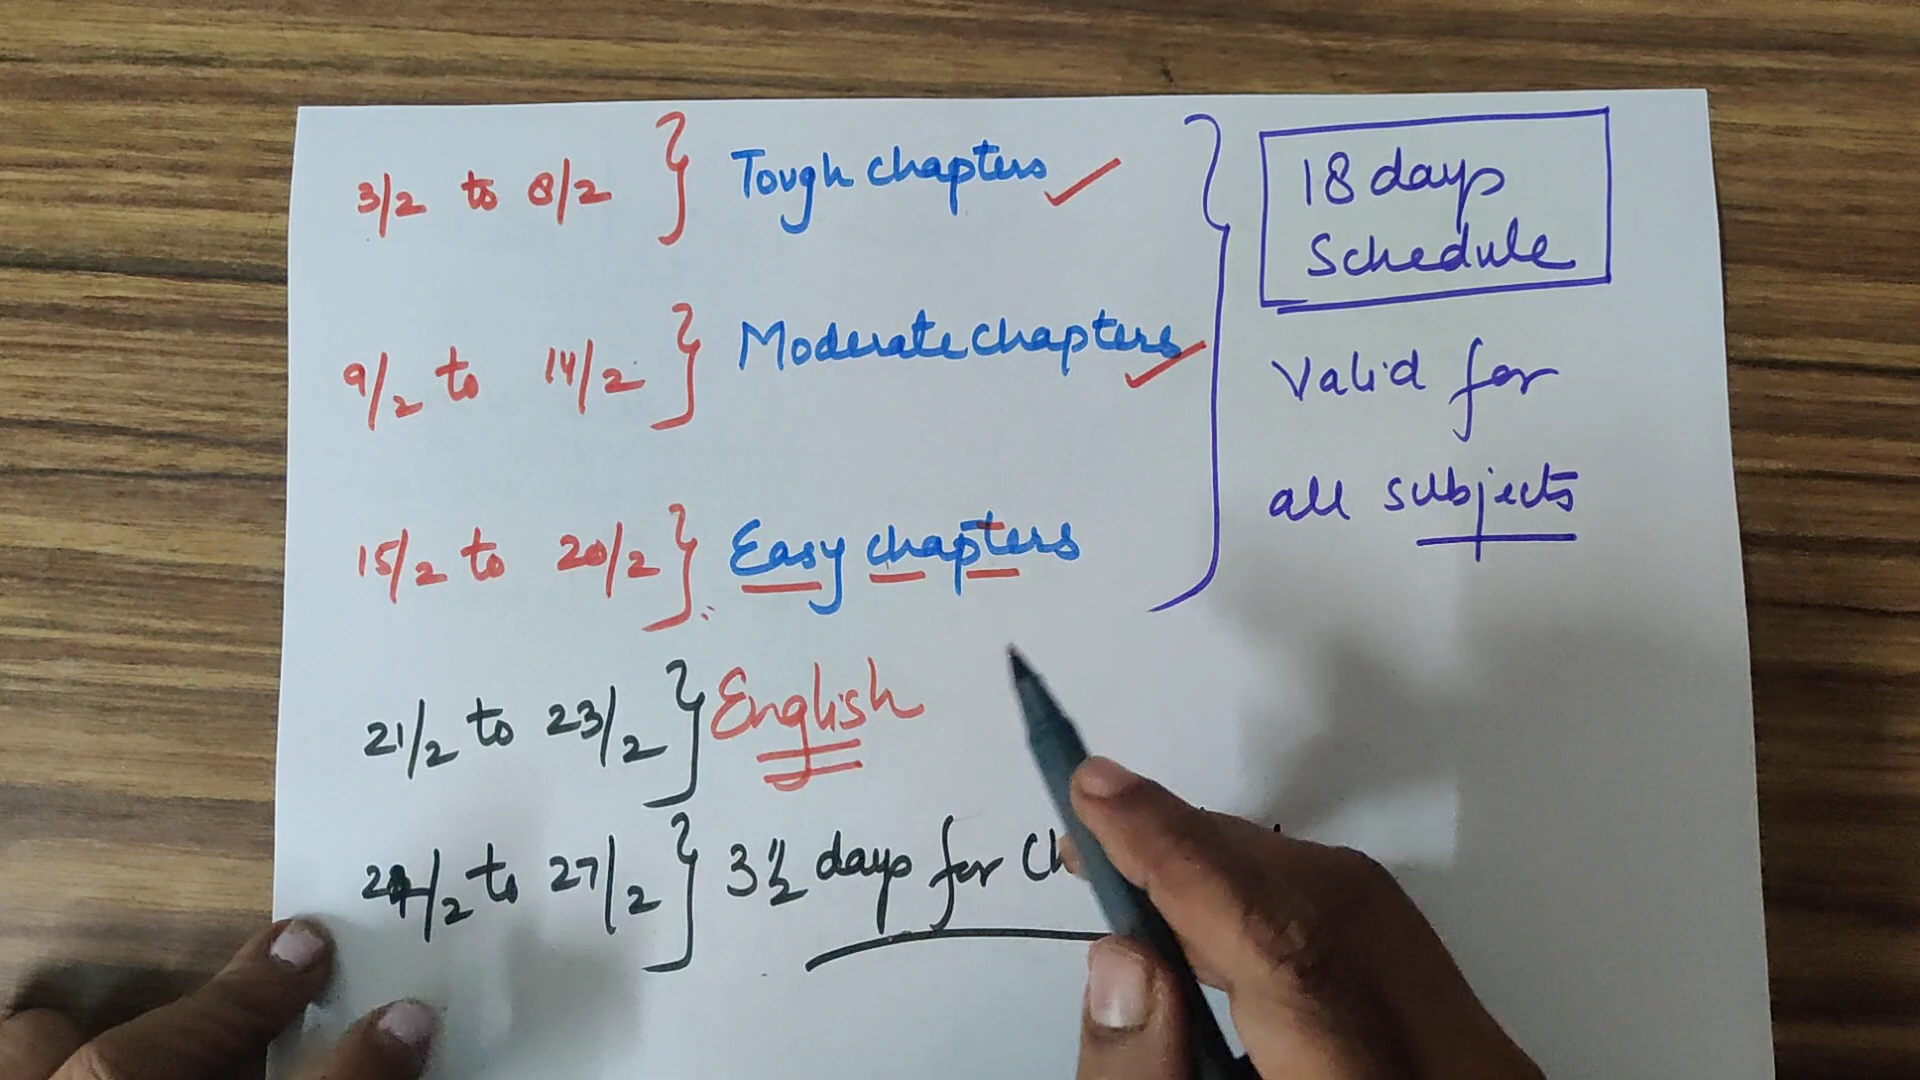 3/2 to 8/2 } Tough chapters ✓
9/2 to 14/2 } Moderate chapters ✓
15/2 to 20/2 } Easy chapters
21/2 to 23/2 } English
24/2 to 27/2 } 3 1/2 days for
18 days
Schedule
Valid for
all subjects